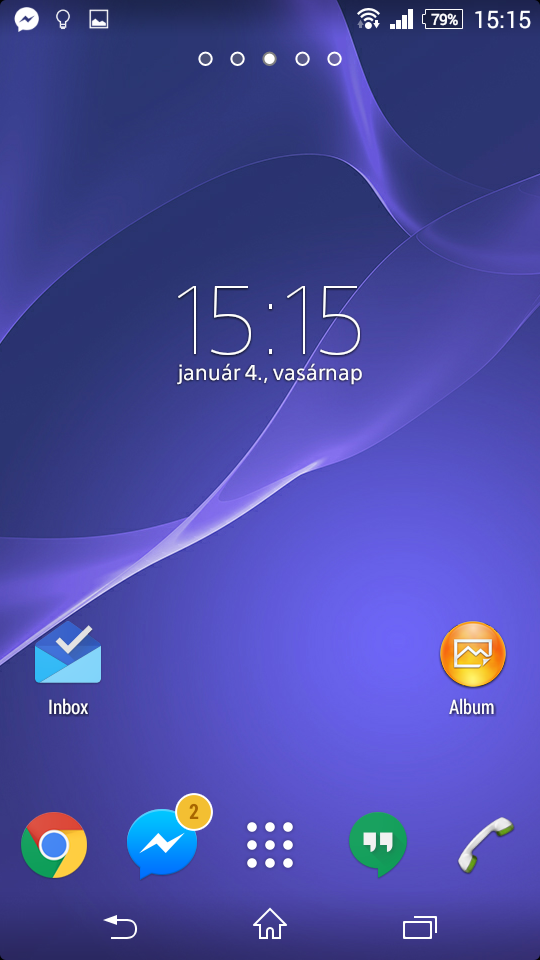 79% 15:15
15:15
január 4., vasárnap
Inbox
Album
2